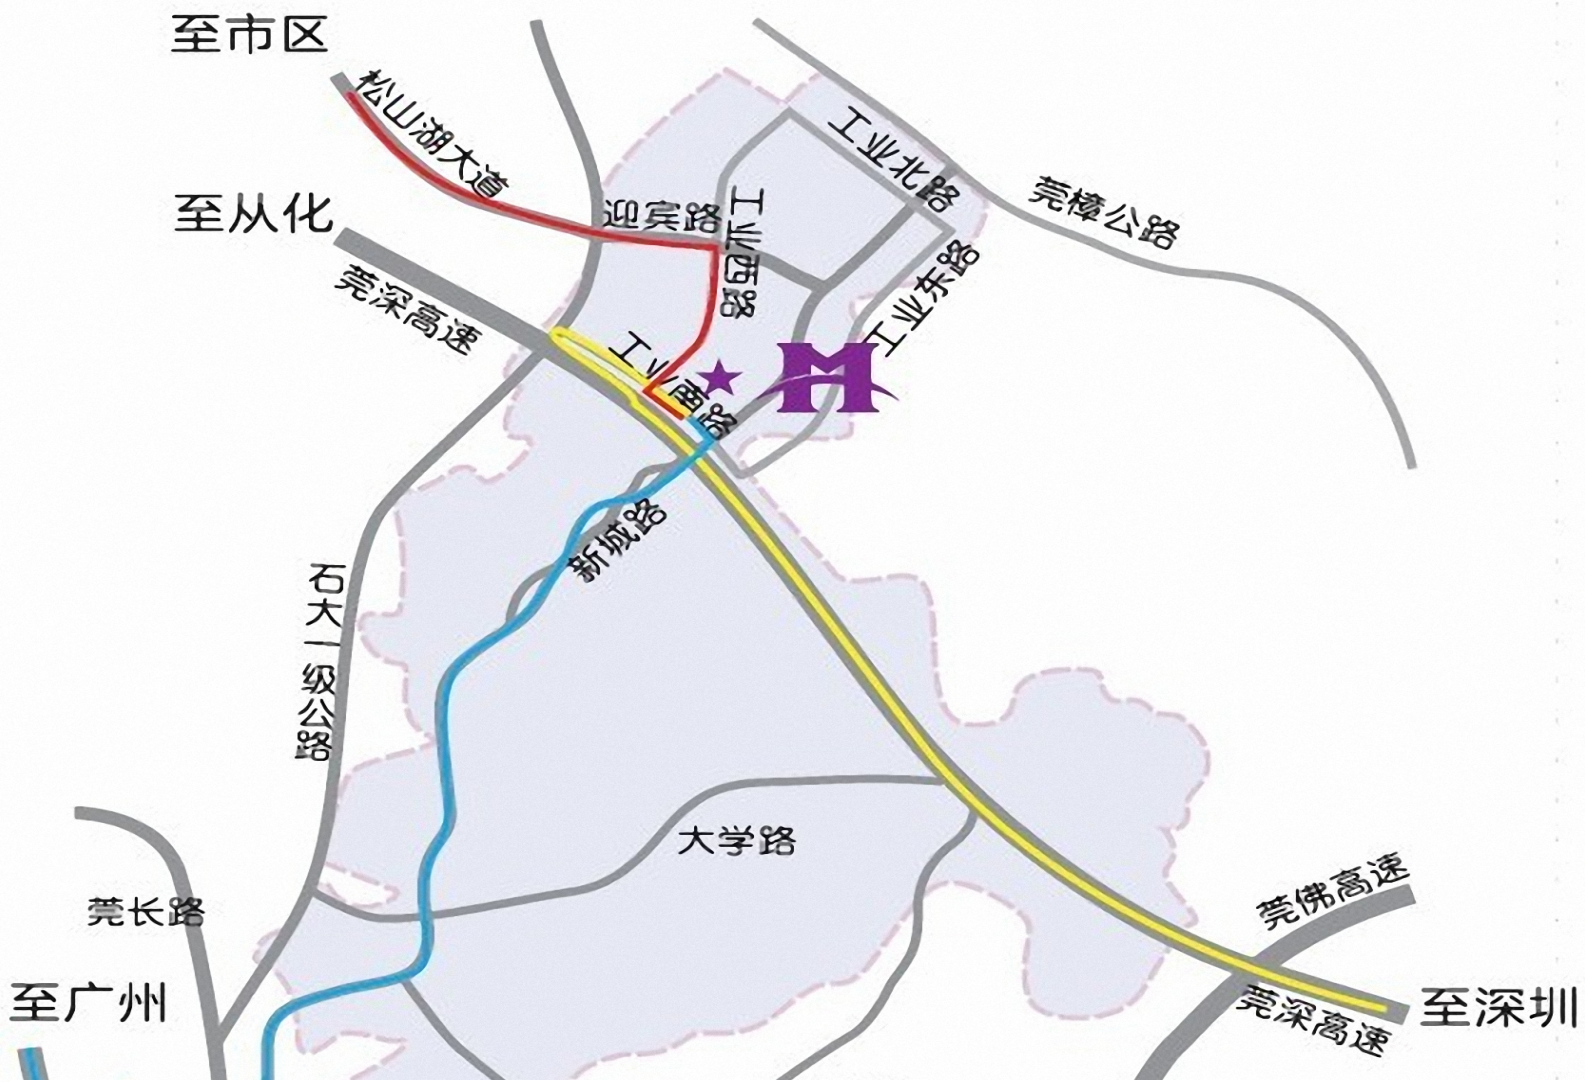 至市区
松山湖大道
工业北路
至从化
迎宾路
工业西路
莞樟公路
莞深高速
工业东路
工业南路
新城路
石大一级公路
大学路
莞长路
莞佛高速
至广州
莞深高速
至深圳